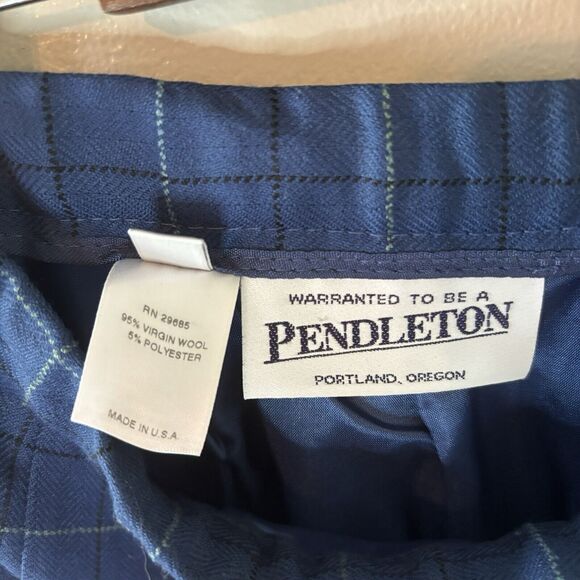 RN 29685
95% VIRGIN WOOL
5% POLYESTER
MADE IN U.S.A.
WARRANTED TO BE A
PENDLETON
PORTLAND, OREGON